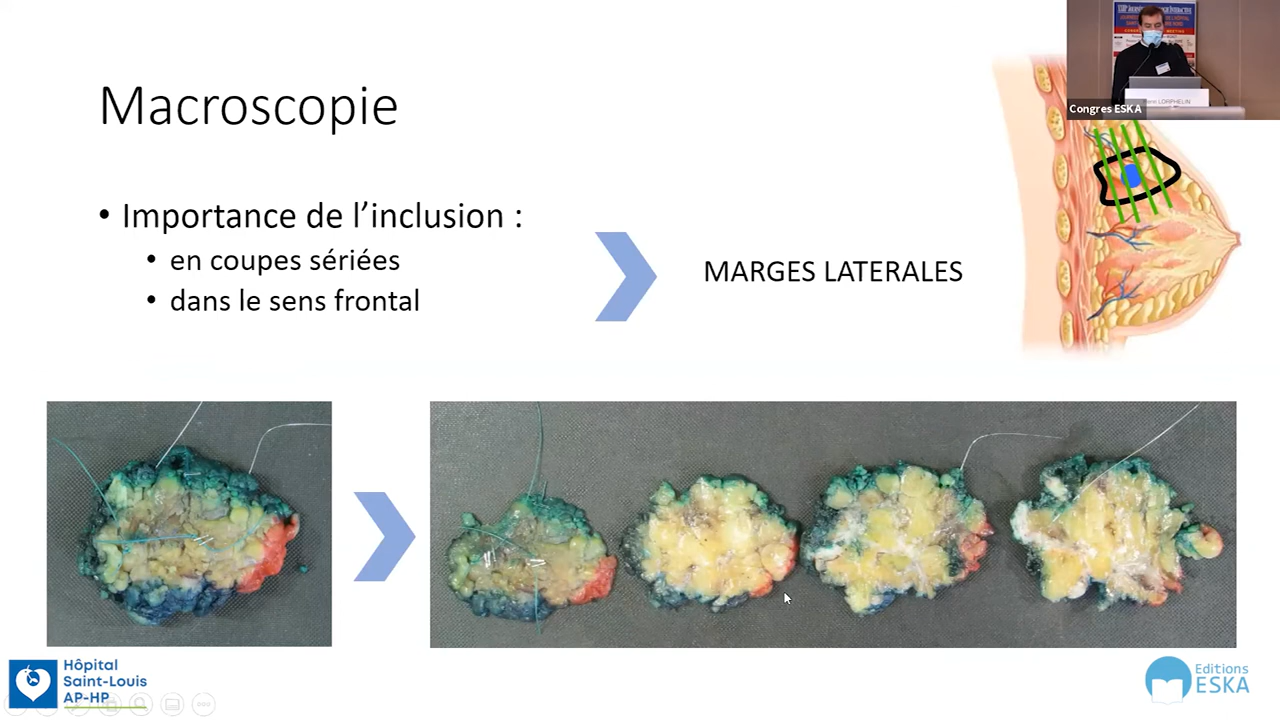 Macroscopie
• Importance de l’inclusion :
• en coupes sériées
• dans le sens frontal
MARGES LATERALES
Congres ESKA
LORPHELIN
Hôpital
Saint-Louis
AP-HP
Editions
ESKA